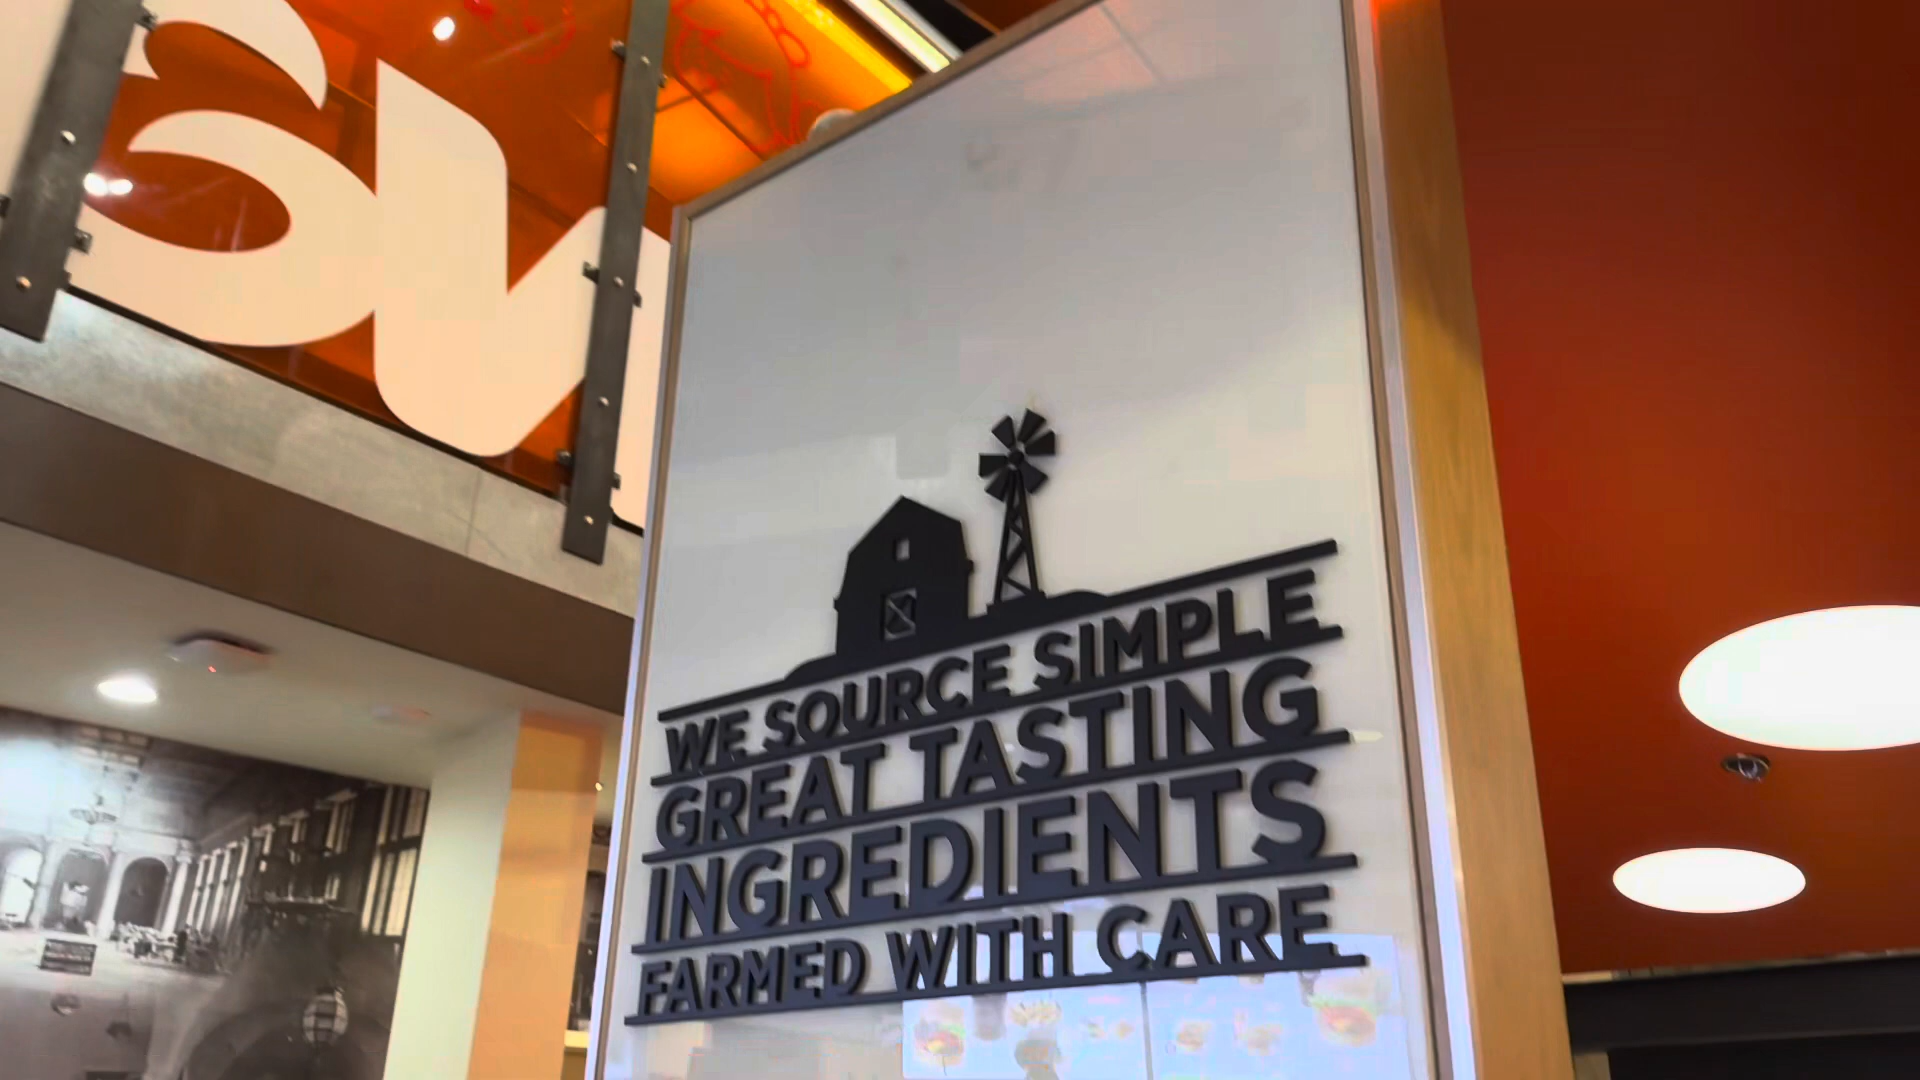 WE SOURCE SIMPLE
GREAT TASTING
INGREDIENTS
FARMED WITH CARE